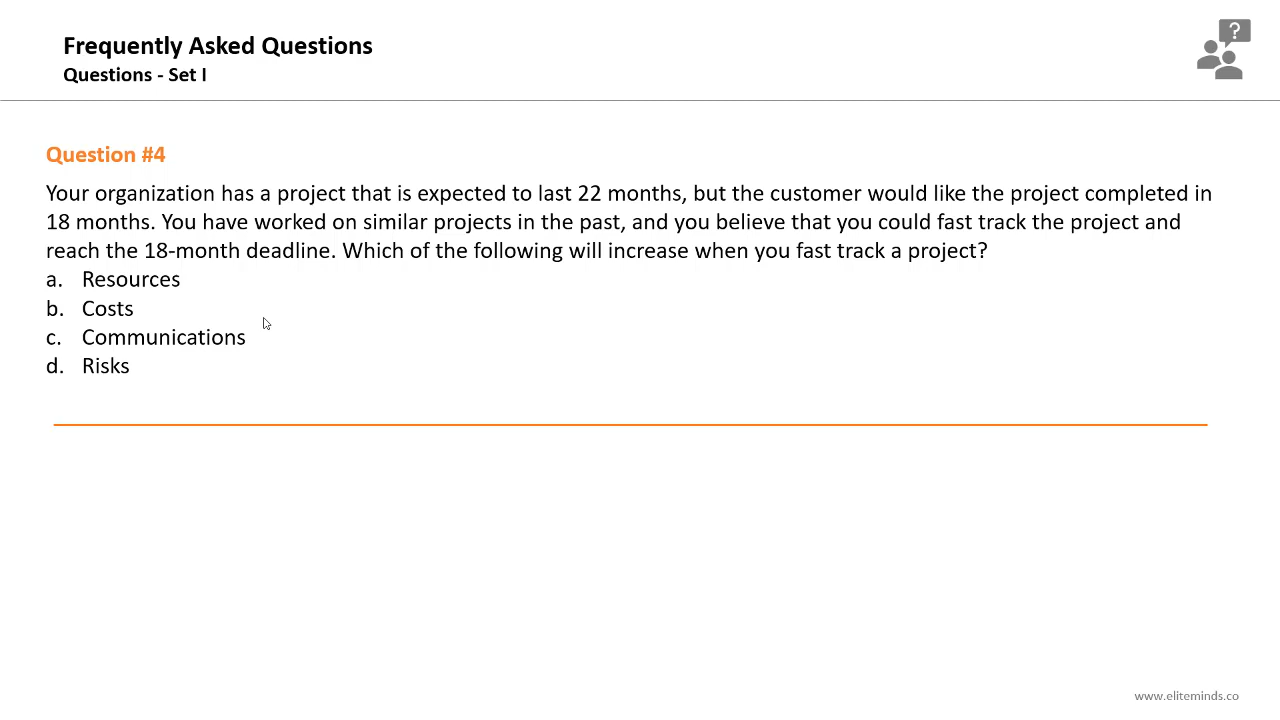 Frequently Asked Questions
Questions - Set I
?
Question #4
Your organization has a project that is expected to last 22 months, but the customer would like the project completed in
18 months. You have worked on similar projects in the past, and you believe that you could fast track the project and
reach the 18-month deadline. Which of the following will increase when you fast track a project?
a. Resources
b. Costs
c. Communications
d. Risks
www.eliteminds.co